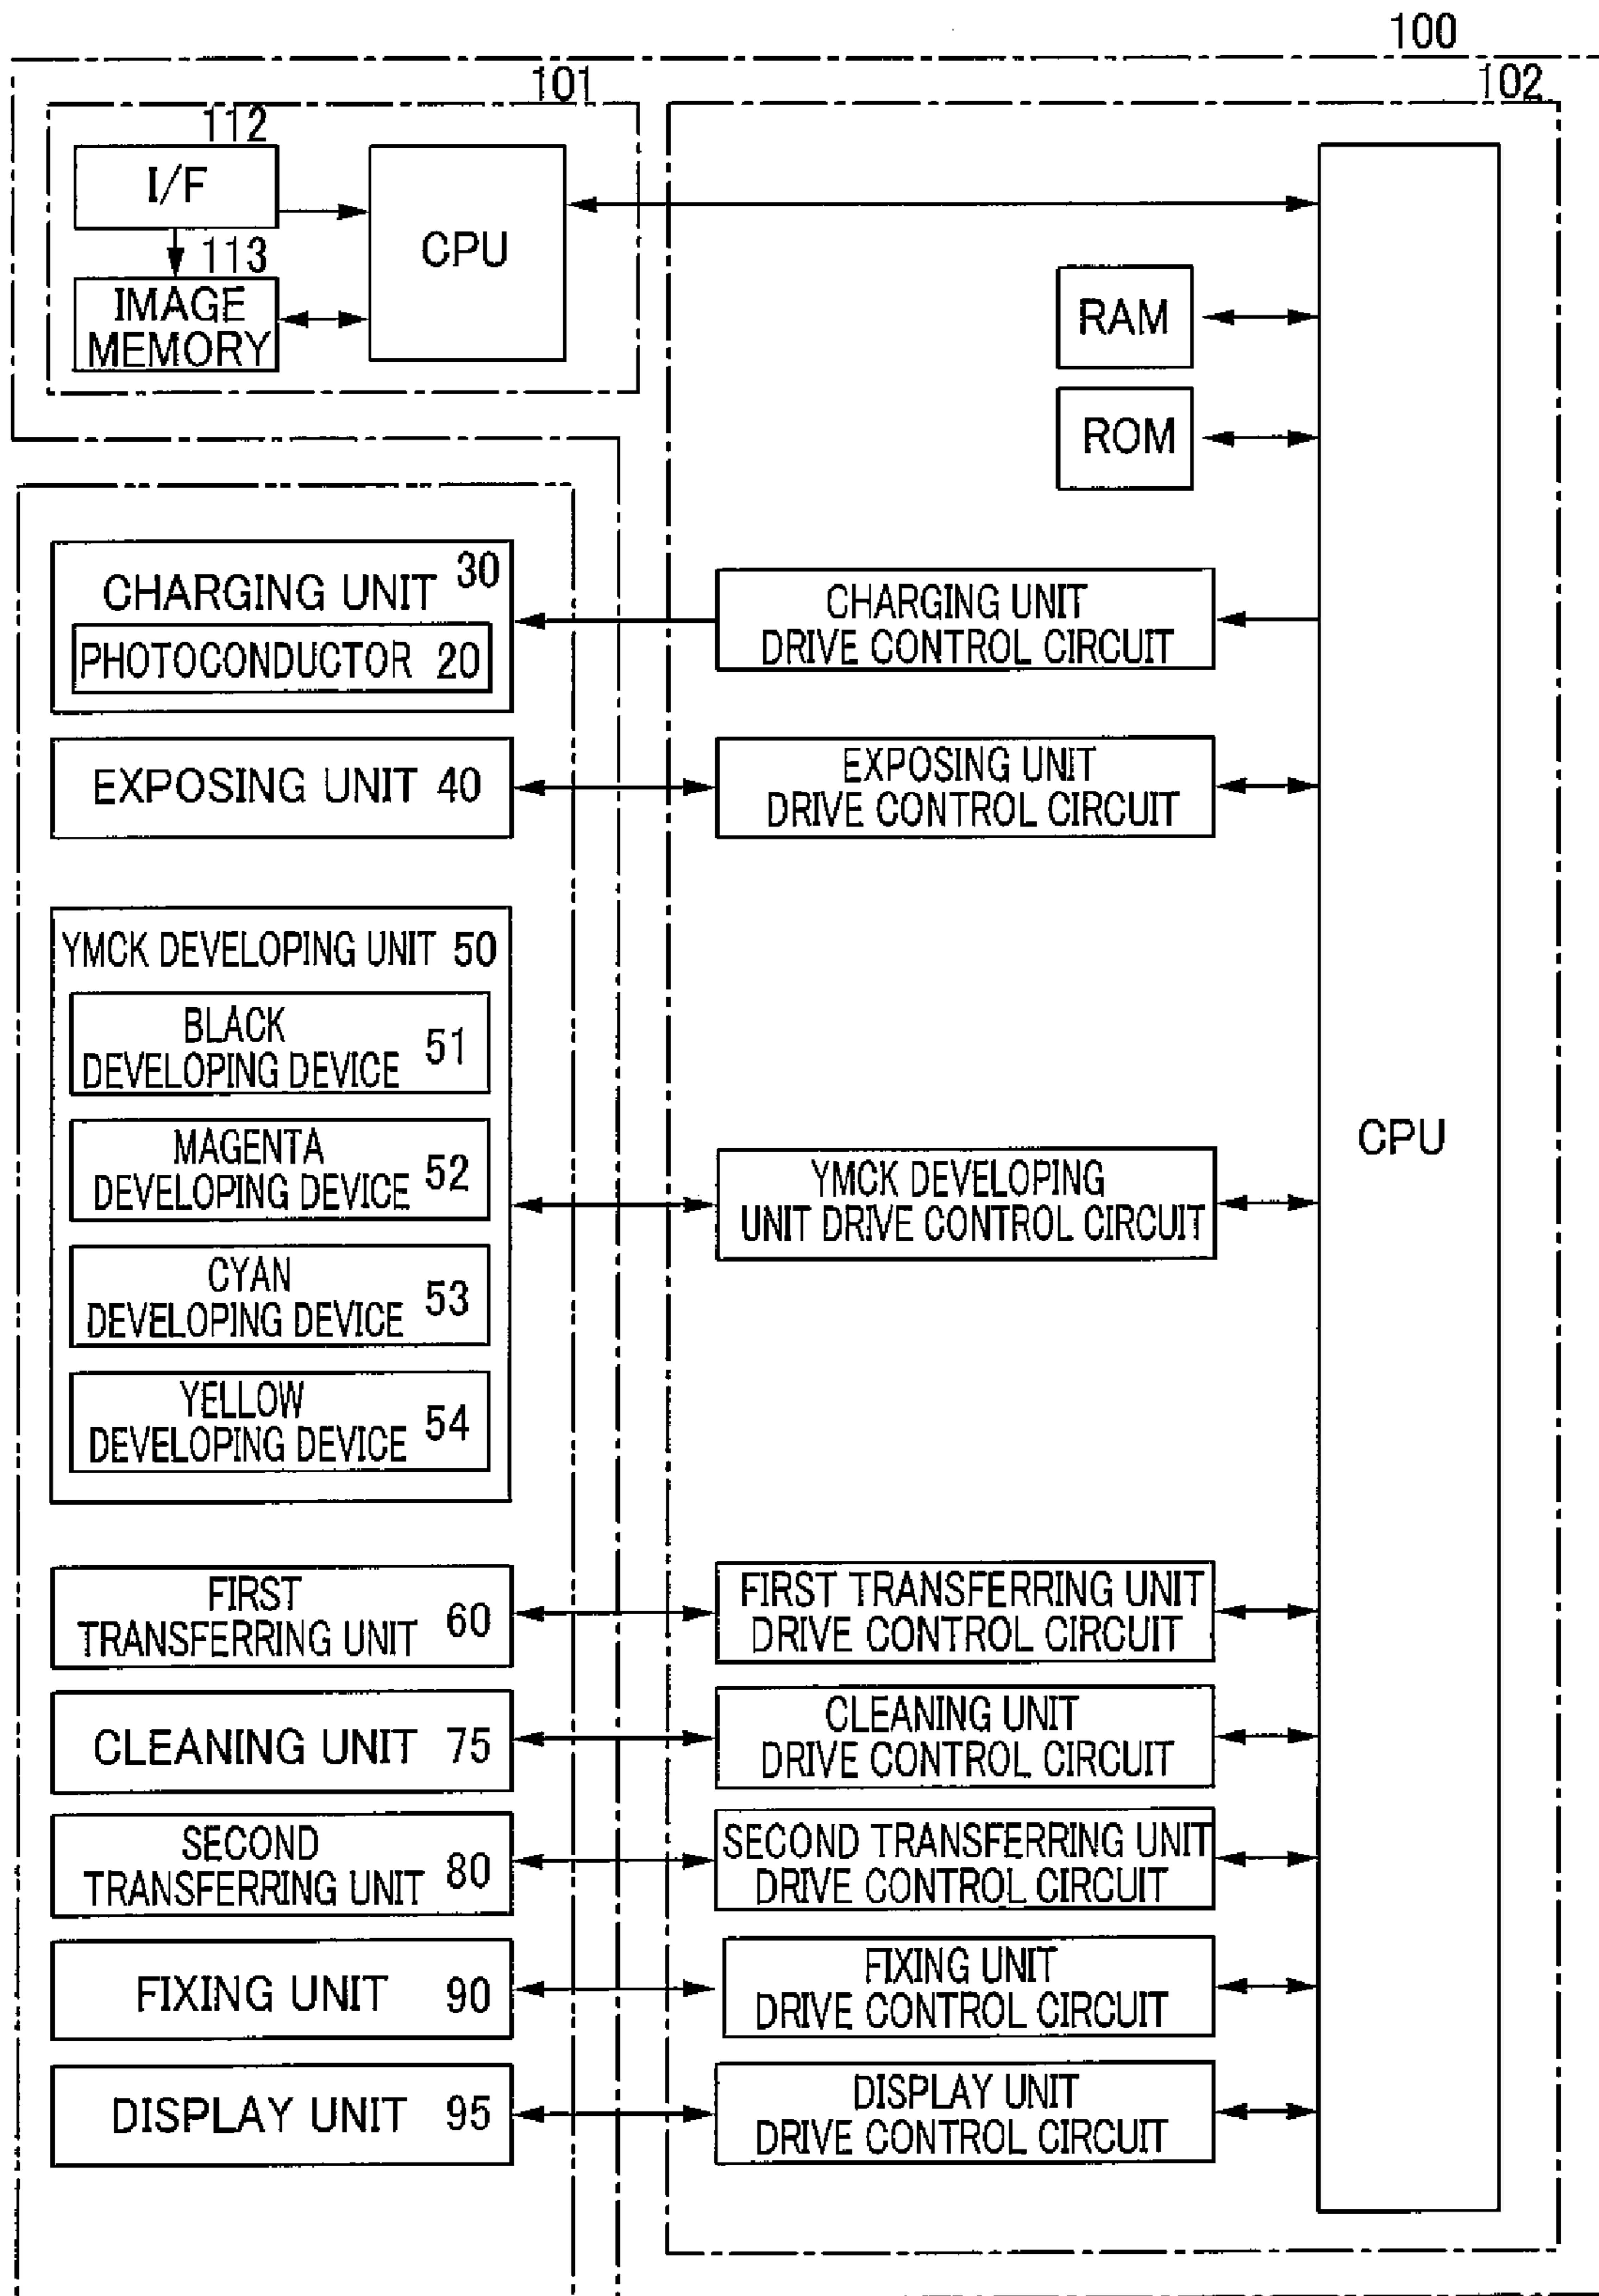 100
101
102
112
I/F
113
IMAGE
MEMORY
CPU
RAM
ROM
CHARGING UNIT 30
PHOTOCONDUCTOR 20
CHARGING UNIT
DRIVE CONTROL CIRCUIT
EXPOSING UNIT 40
EXPOSING UNIT
DRIVE CONTROL CIRCUIT
YMCK DEVELOPING UNIT 50
BLACK
DEVELOPING DEVICE 51
MAGENTA
DEVELOPING DEVICE 52
CYAN
DEVELOPING DEVICE 53
YELLOW
DEVELOPING DEVICE 54
YMCK DEVELOPING
UNIT DRIVE CONTROL CIRCUIT
CPU
FIRST
TRANSFERRING UNIT 60
FIRST TRANSFERRING UNIT
DRIVE CONTROL CIRCUIT
CLEANING UNIT 75
CLEANING UNIT
DRIVE CONTROL CIRCUIT
SECOND
TRANSFERRING UNIT 80
SECOND TRANSFERRING UNIT
DRIVE CONTROL CIRCUIT
FIXING UNIT 90
FIXING UNIT
DRIVE CONTROL CIRCUIT
DISPLAY UNIT 95
DISPLAY UNIT
DRIVE CONTROL CIRCUIT